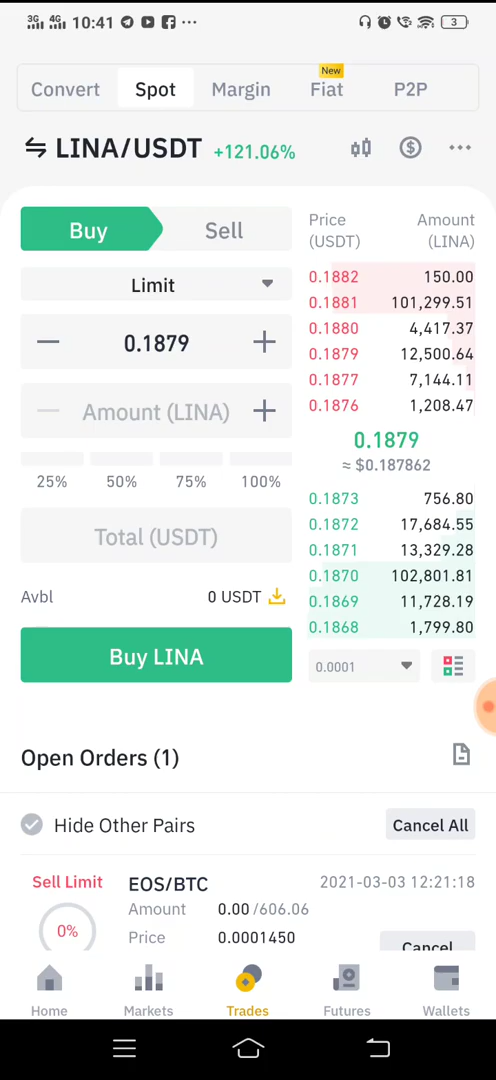 3G 4G 10:41 ... 3
Convert Spot Margin New Fiat P2P
LINA/USDT +121.06%
Buy Sell
Limit
0.1879
Amount (LINA)
25% 50% 75% 100%
Total (USDT)
Avbl 0 USDT
Buy LINA
Price (USDT) Amount (LINA)
0.1882 150.00
0.1881 101,299.51
0.1880 4,417.37
0.1879 12,500.64
0.1877 7,144.11
0.1876 1,208.47
0.1879
≈ $0.187862
0.1873 756.80
0.1872 17,684.55
0.1871 13,329.28
0.1870 102,801.81
0.1869 11,728.19
0.1868 1,799.80
0.0001
Open Orders (1)
Hide Other Pairs Cancel All
Sell Limit EOS/BTC 2021-03-03 12:21:18
Amount 0.00 /606.06
0% Price 0.0001450 Cancel
Home Markets Trades Futures Wallets